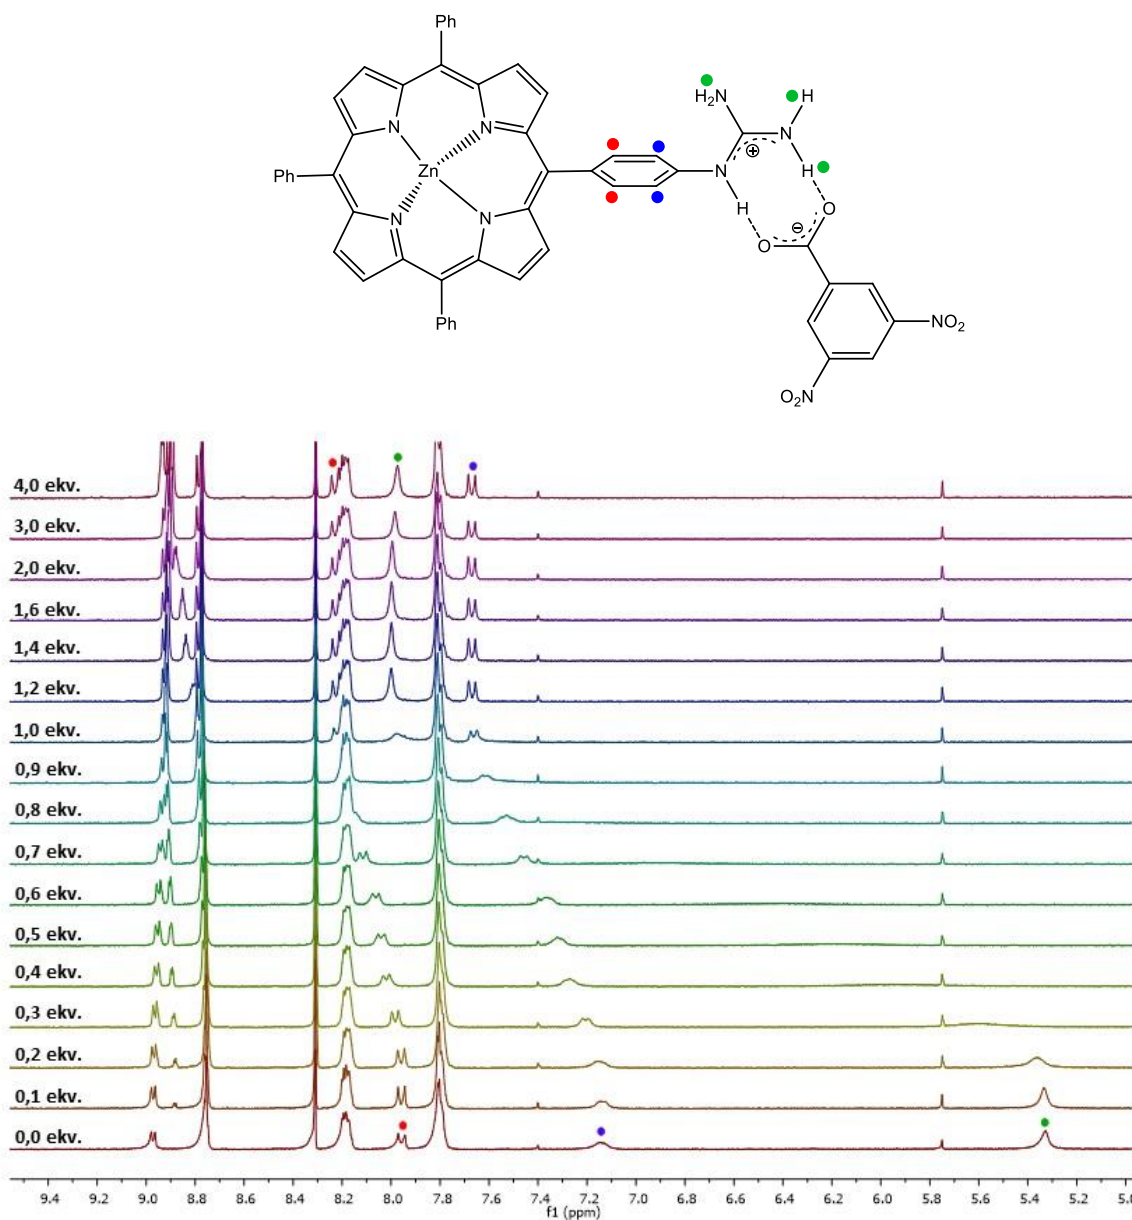 Ph
H₂N
H
N
N
N
⊕
Ph
Zn
N
H
H
N
N
O
⊖
O
Ph
NO₂
O₂N
4,0 ekv.
3,0 ekv.
2,0 ekv.
1,6 ekv.
1,4 ekv.
1,2 ekv.
1,0 ekv.
0,9 ekv.
0,8 ekv.
0,7 ekv.
0,6 ekv.
0,5 ekv.
0,4 ekv.
0,3 ekv.
0,2 ekv.
0,1 ekv.
0,0 ekv.
9.4 9.2 9.0 8.8 8.6 8.4 8.2 8.0 7.8 7.6 7.4 7.2 7.0 6.8 6.6 6.4 6.2 6.0 5.8 5.6 5.4 5.2 5.0
f1 (ppm)